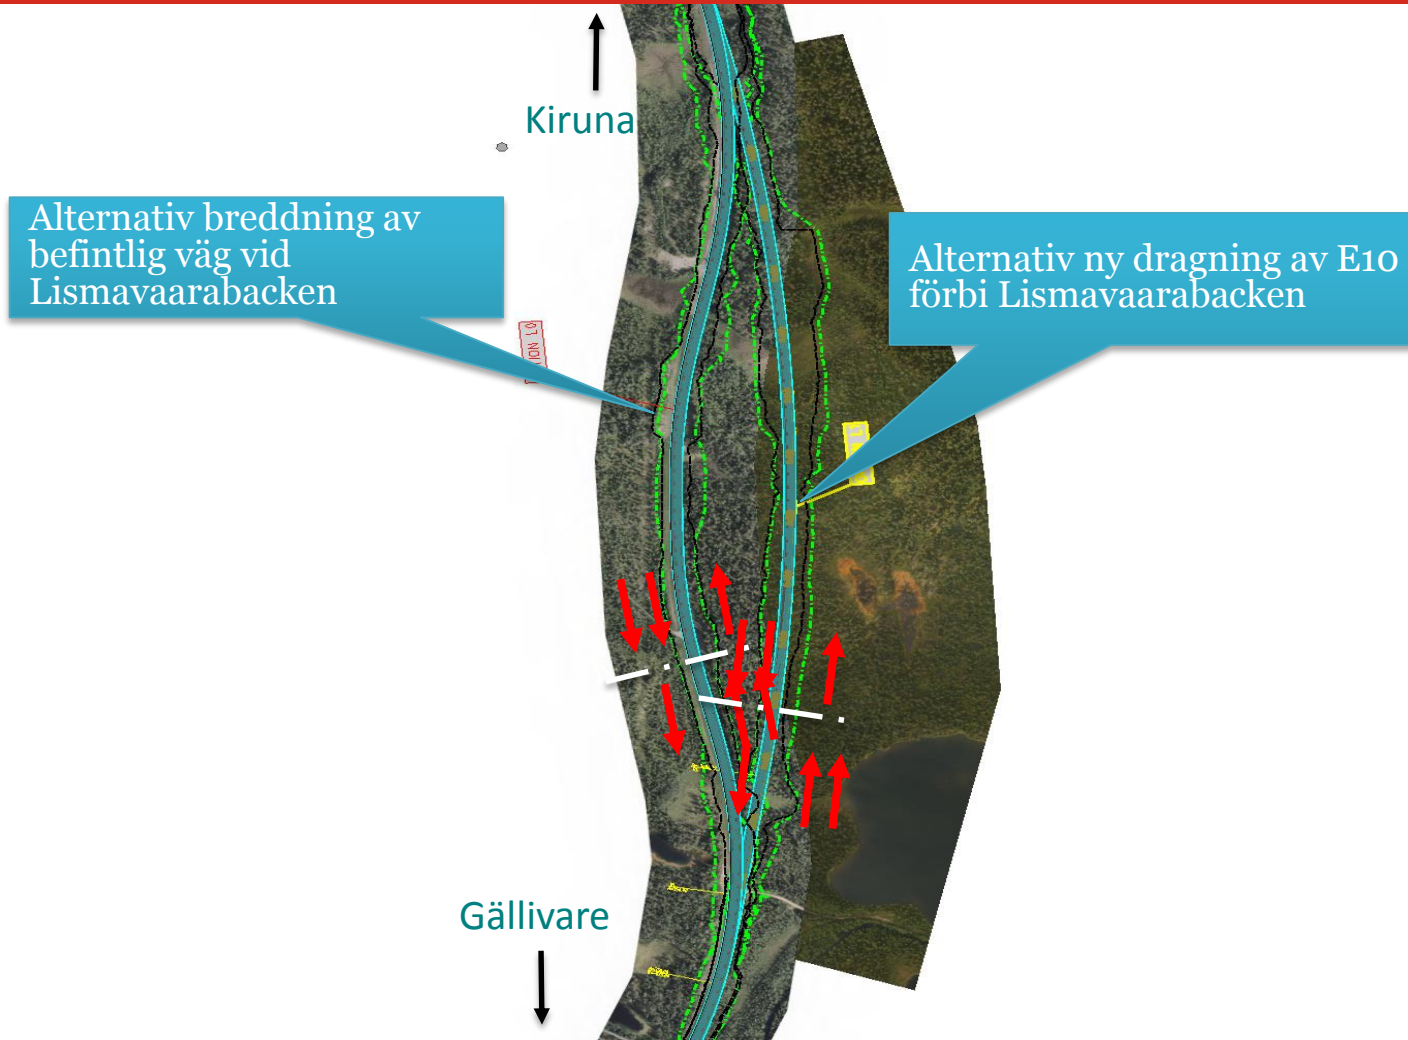 Kiruna
Alternativ breddning av
befintlig väg vid
Lismavaarabacken
Alternativ ny dragning av E10
förbi Lismavaarabacken
Gällivare